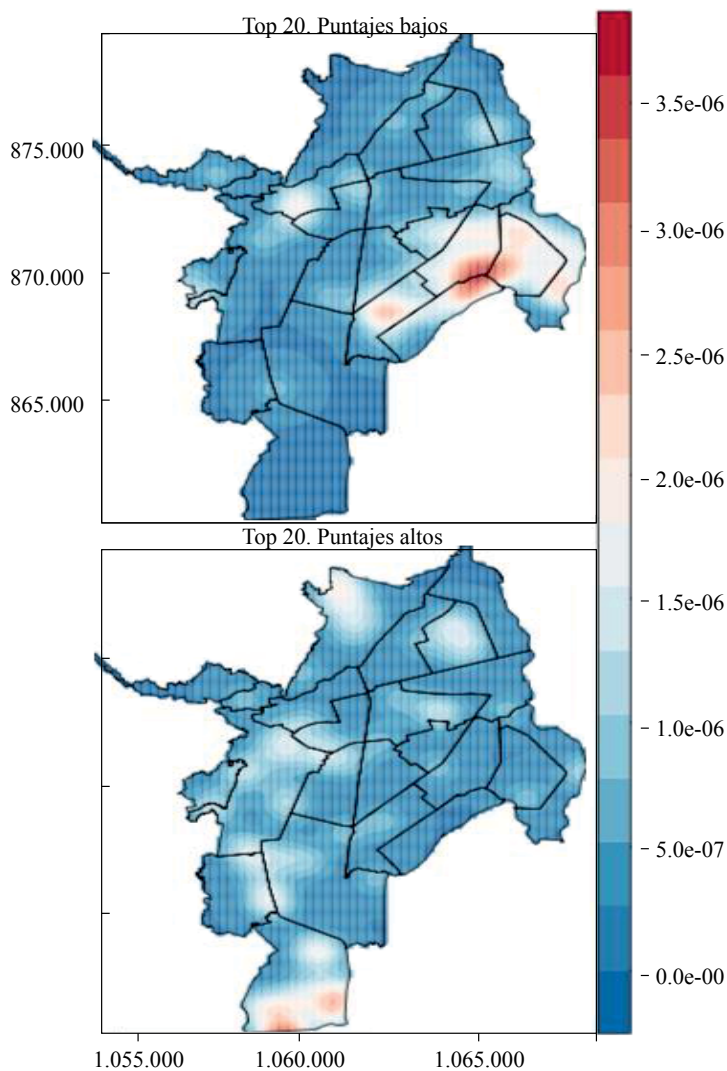 Top 20. Puntajes bajos
875.000
870.000
865.000
Top 20. Puntajes altos
1.055.000
1.060.000
1.065.000
3.5e-06
3.0e-06
2.5e-06
2.0e-06
1.5e-06
1.0e-06
5.0e-07
0.0e-00